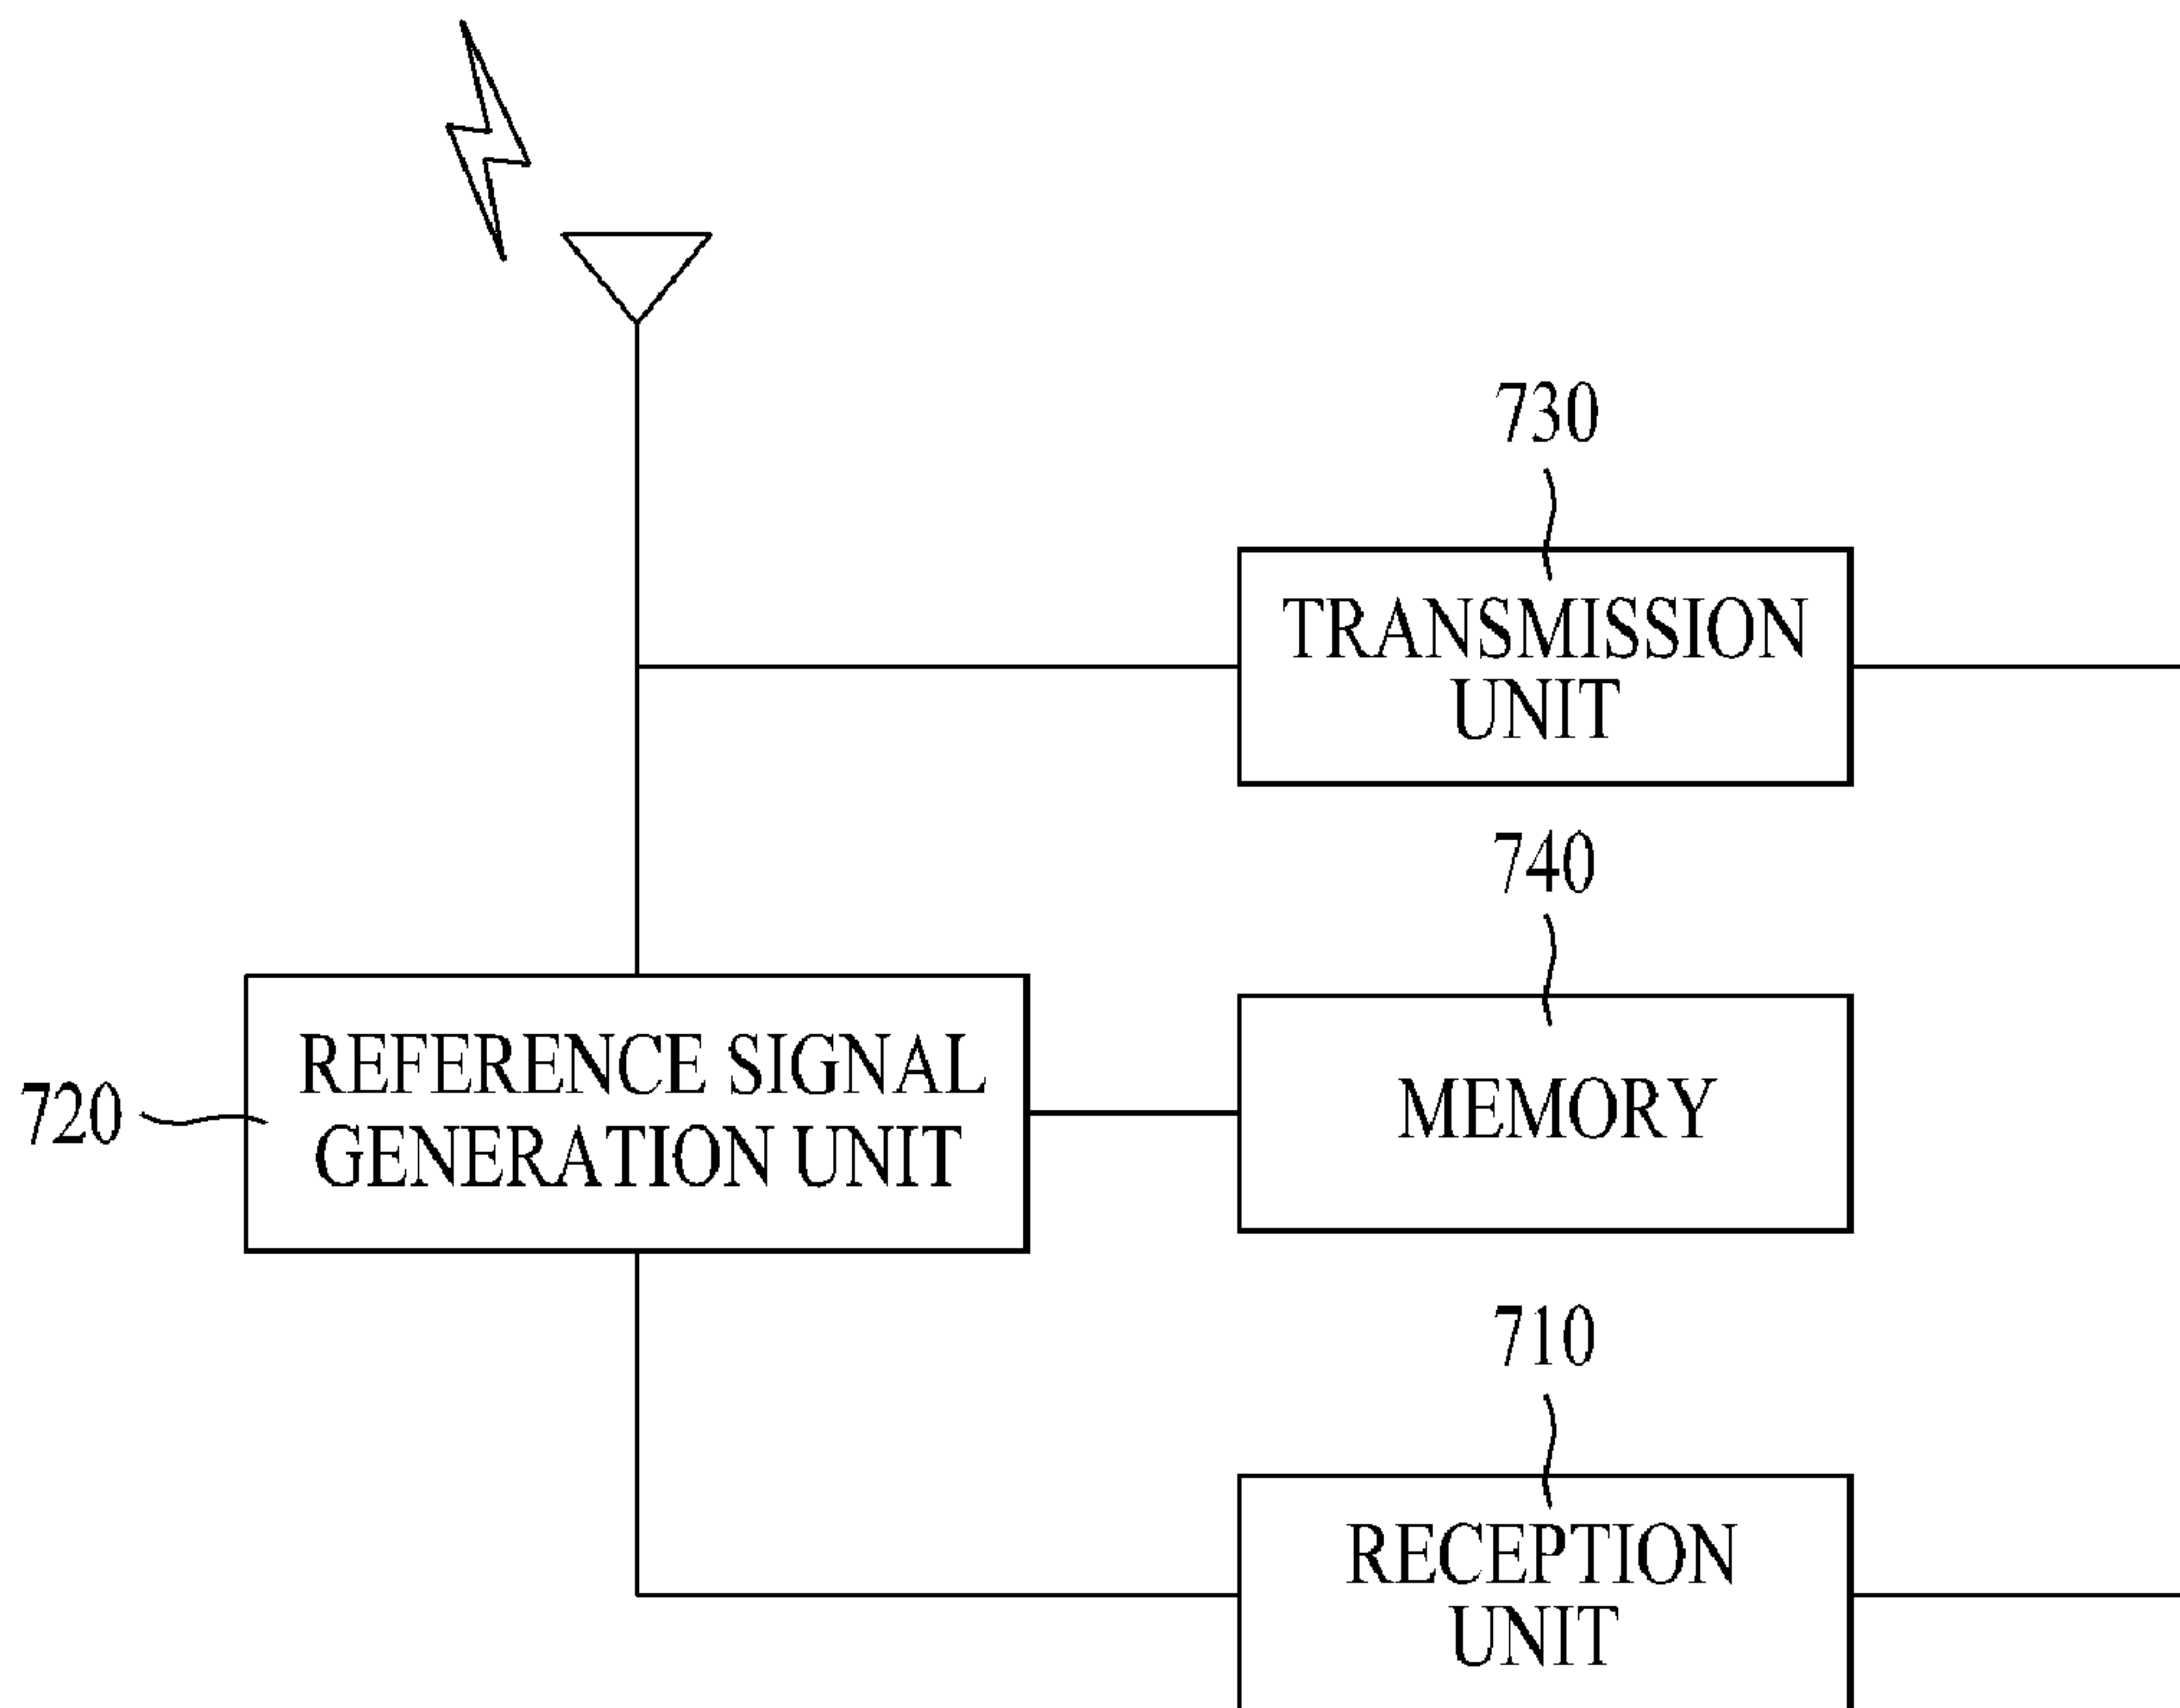 730
TRANSMISSION
UNIT
740
720
REFERENCE SIGNAL
GENERATION UNIT
MEMORY
710
RECEPTION
UNIT